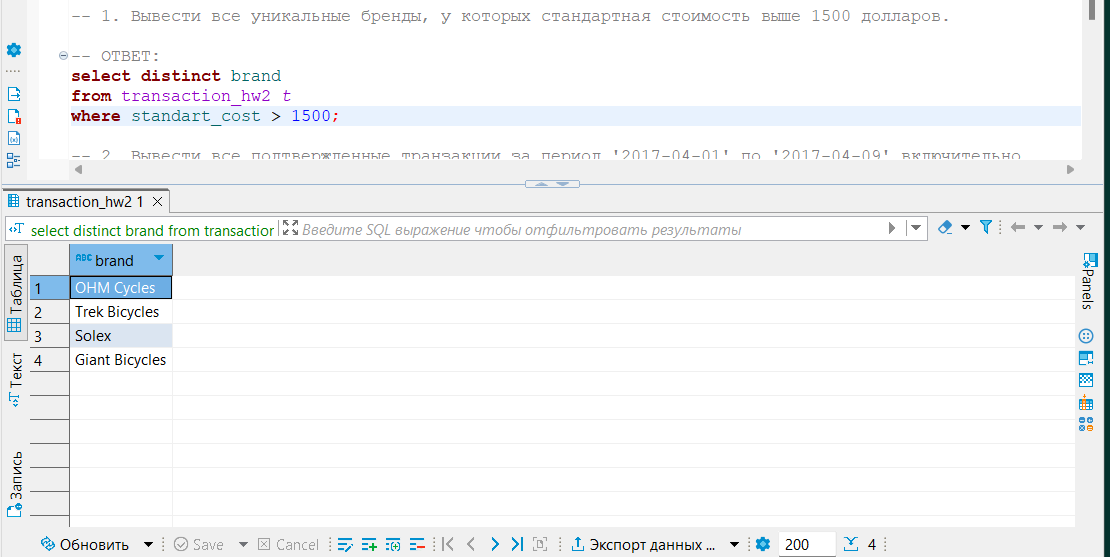 -- 1. Вывести все уникальные бренды, у которых стандартная стоимость выше 1500 долларов.
-- ОТВЕТ:
select distinct brand
from transaction_hw2 t
where standart_cost > 1500;
-- 2. Вывести все подтвержденные транзакции за период '2017-04-01' по '2017-04-09' включительно
transaction_hw2 1
select distinct brand from transaction
Введите SQL выражение чтобы отфильтровать результаты
Таблица
Текст
Запись
ABC brand
1 OHM Cycles
2 Trek Bicycles
3 Solex
4 Giant Bicycles
Panels
Обновить Save Cancel Экспорт данных ... 200 4